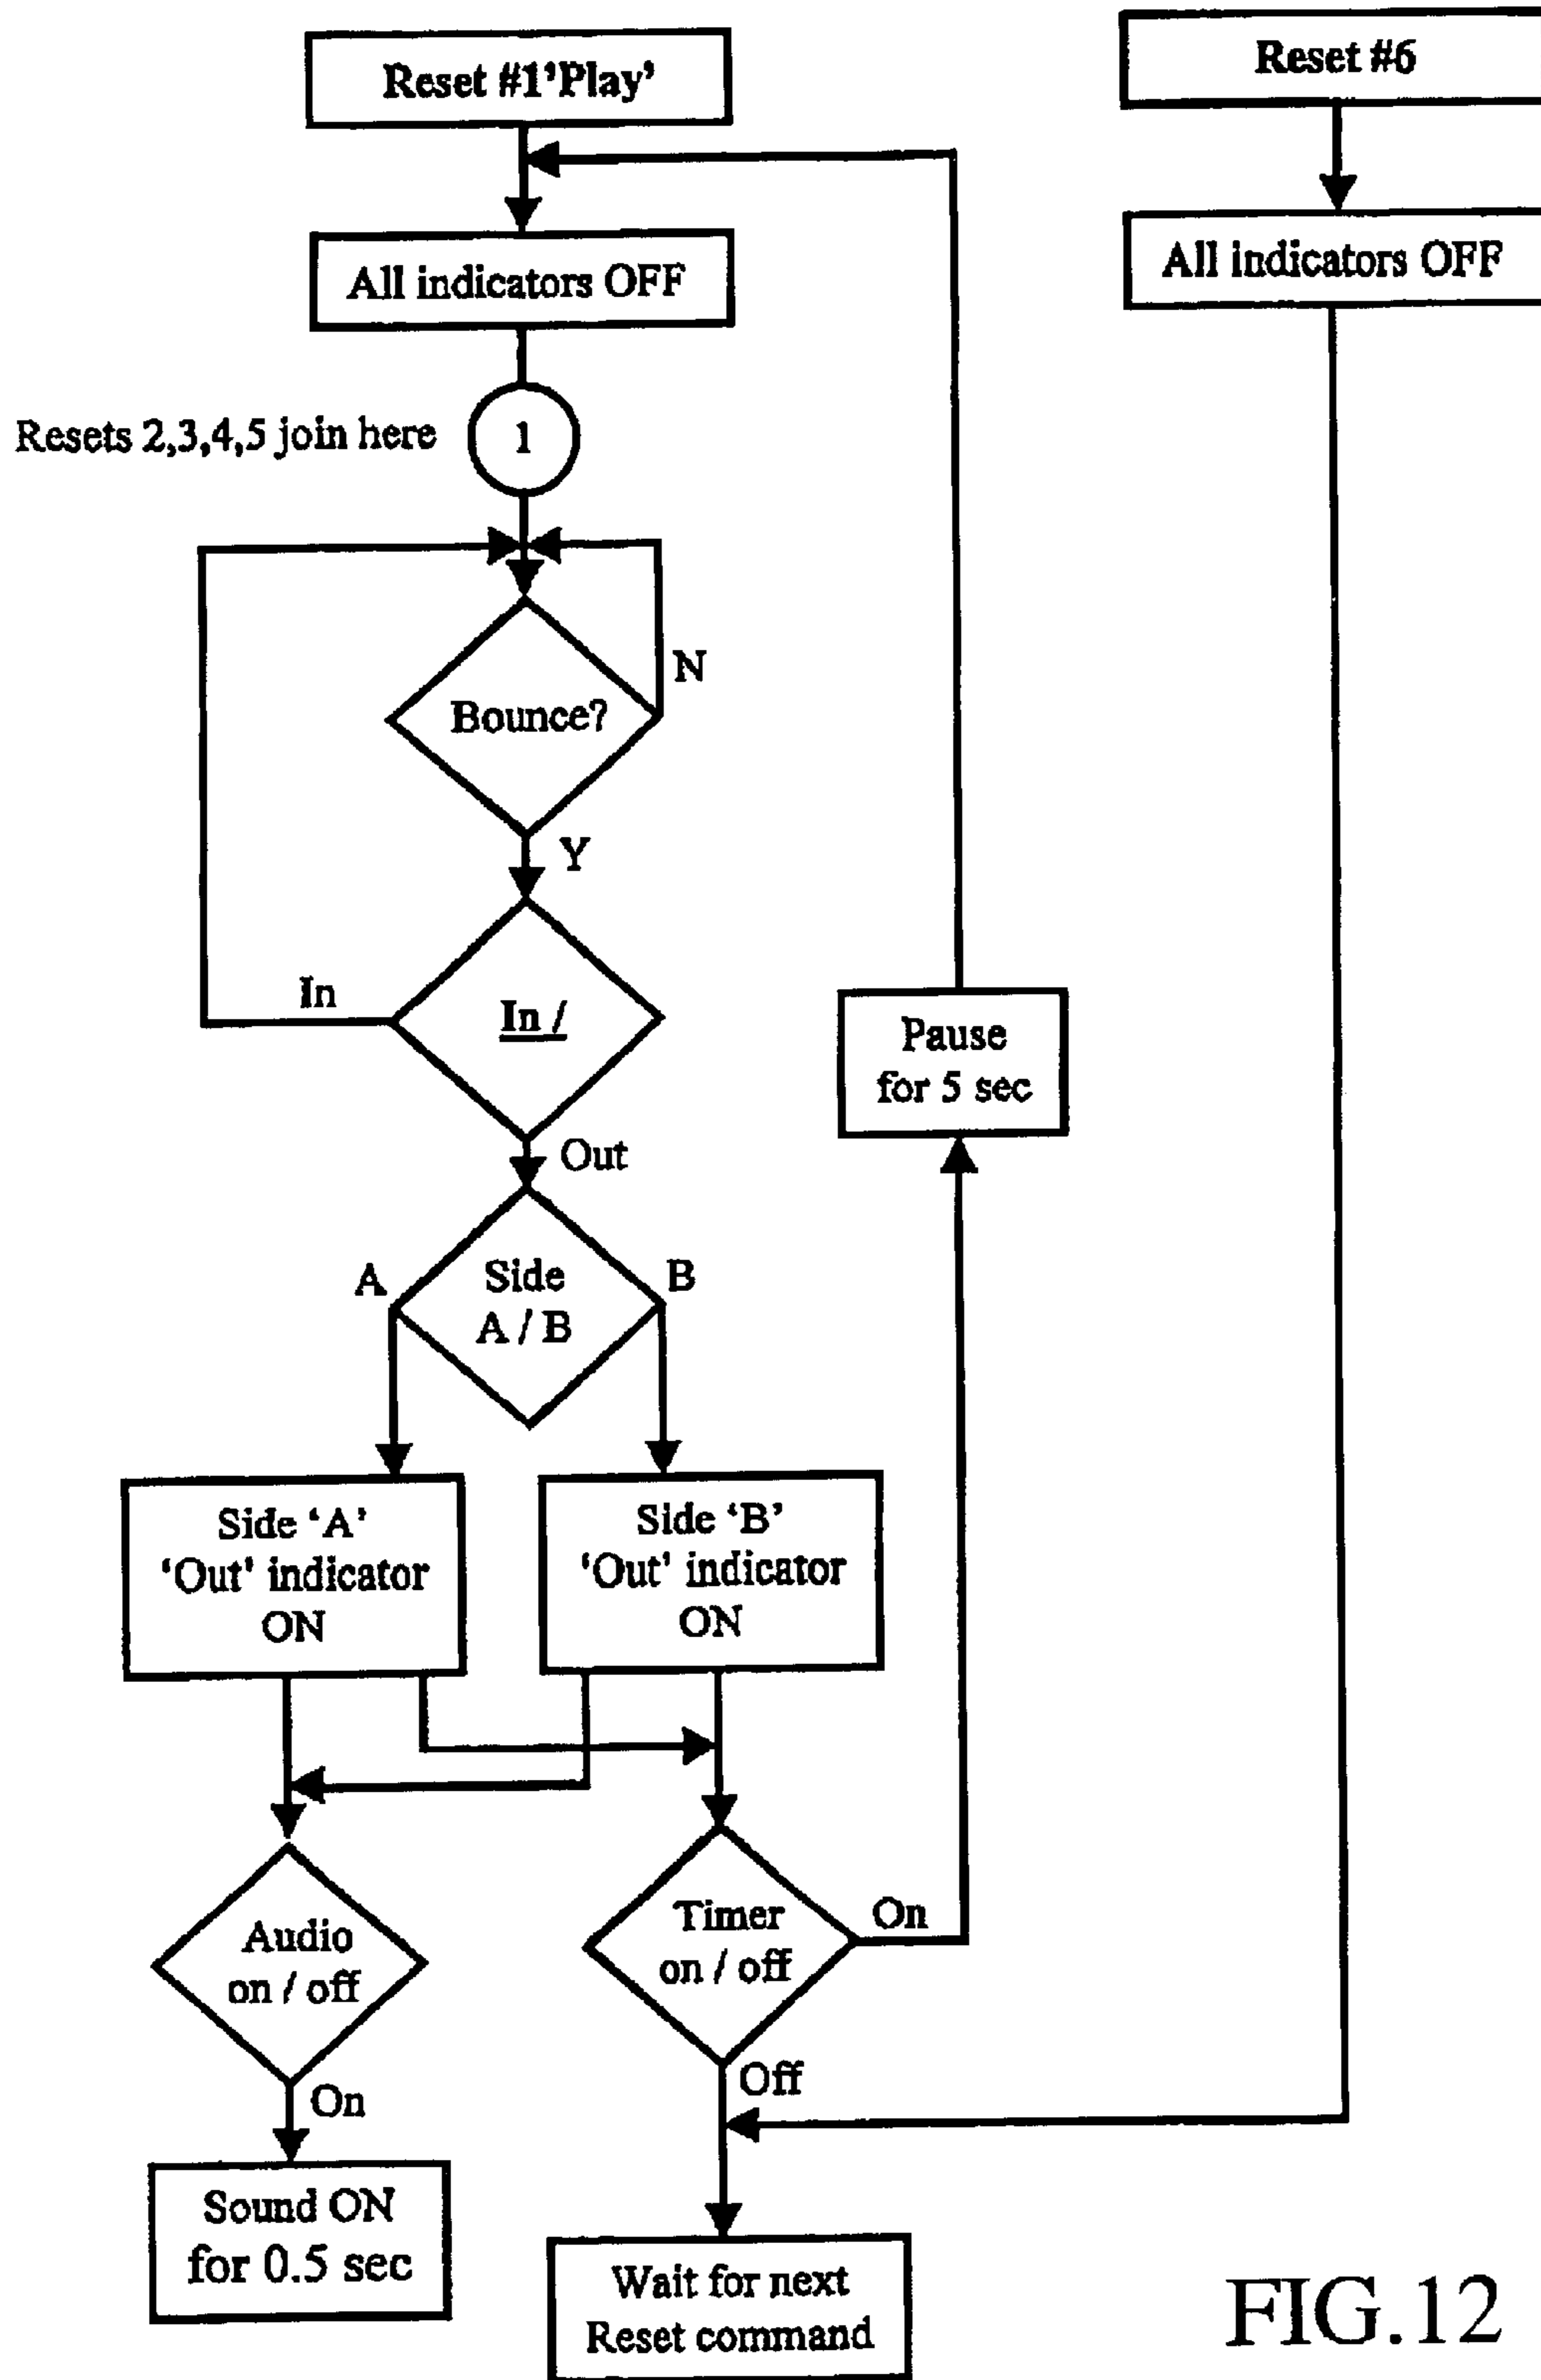 Reset #1'Play'
Reset #6
All indicators OFF
All indicators OFF
Resets 2,3,4,5 join here
1
Bounce?
N
Y
In
In /
Out
Pause
for 5 sec
A
Side
A / B
B
Side ‘A’
‘Out’ indicator
ON
Side ‘B’
‘Out’ indicator
ON
Audio
on / off
On
Timer
on / off
On
Off
Sound ON
for 0.5 sec
Wait for next
Reset command
FIG.12